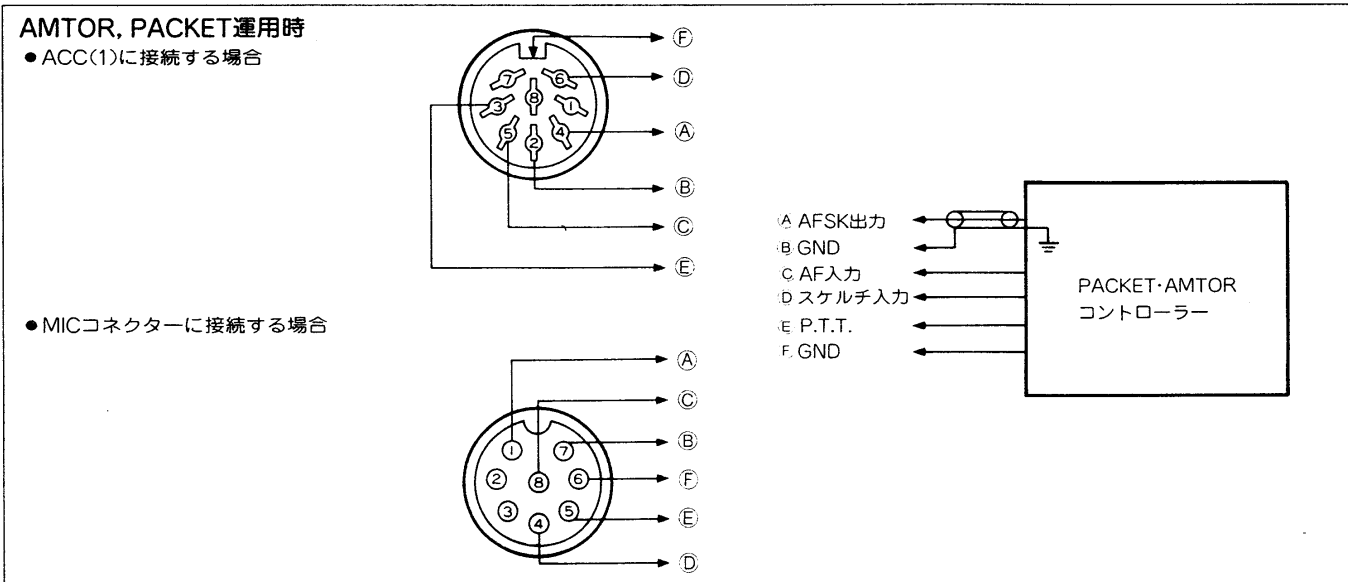 AMTOR, PACKET運用時
● ACC(1)に接続する場合
Ⓕ
⑦ ⑥
Ⓓ
③ ⑧ ①
⑤ ② ④
Ⓐ
Ⓑ
Ⓒ
Ⓔ
● MICコネクターに接続する場合
Ⓐ
Ⓒ
① ⑦
Ⓑ
② ⑧ ⑥
Ⓕ
③ ④ ⑤
Ⓔ
Ⓓ
Ⓐ AFSK出力
Ⓑ GND
Ⓒ AF入力
Ⓓ スケルチ入力
Ⓔ P.T.T.
Ⓕ GND
PACKET·AMTOR
コントローラー